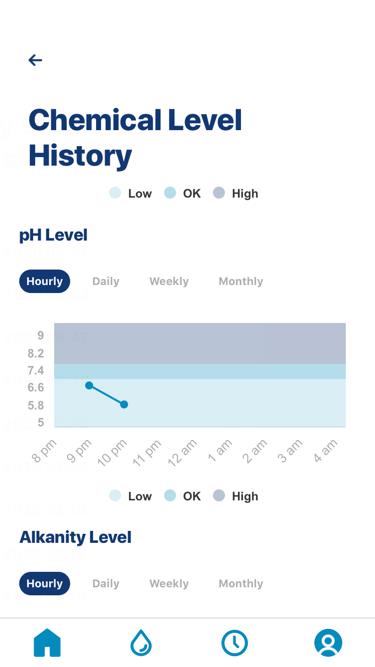 Chemical Level
History
Low OK High
pH Level
Hourly Daily Weekly Monthly
9
8.2
7.4
6.6
5.8
5
8 pm 9 pm 10 pm 11 pm 12 am 1 am 2 am 3 am 4 am
Low OK High
Alkanity Level
Hourly Daily Weekly Monthly